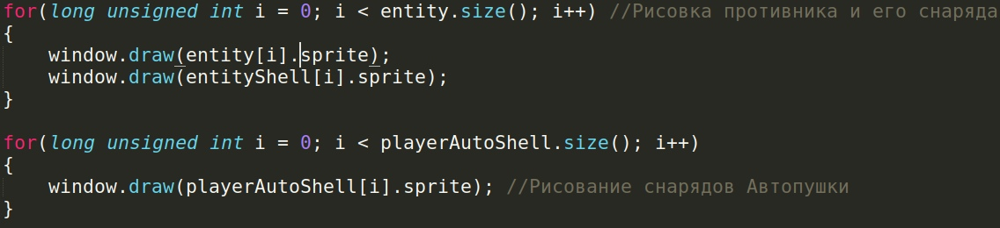 for(long unsigned int i = 0; i < entity.size(); i++) //Рисовка противника и его снаряда
{
    window.draw(entity[i].sprite);
    window.draw(entityShell[i].sprite);
}
for(long unsigned int i = 0; i < playerAutoShell.size(); i++)
{
    window.draw(playerAutoShell[i].sprite); //Рисование снарядов Автопушки
}